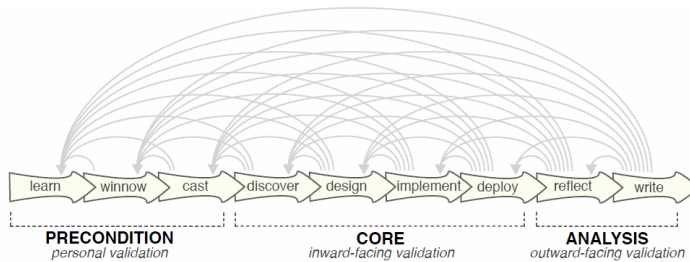 learn winnow cast discover design implement deploy reflect write
PRECONDITION CORE ANALYSIS
personal validation inward-facing validation outward-facing validation